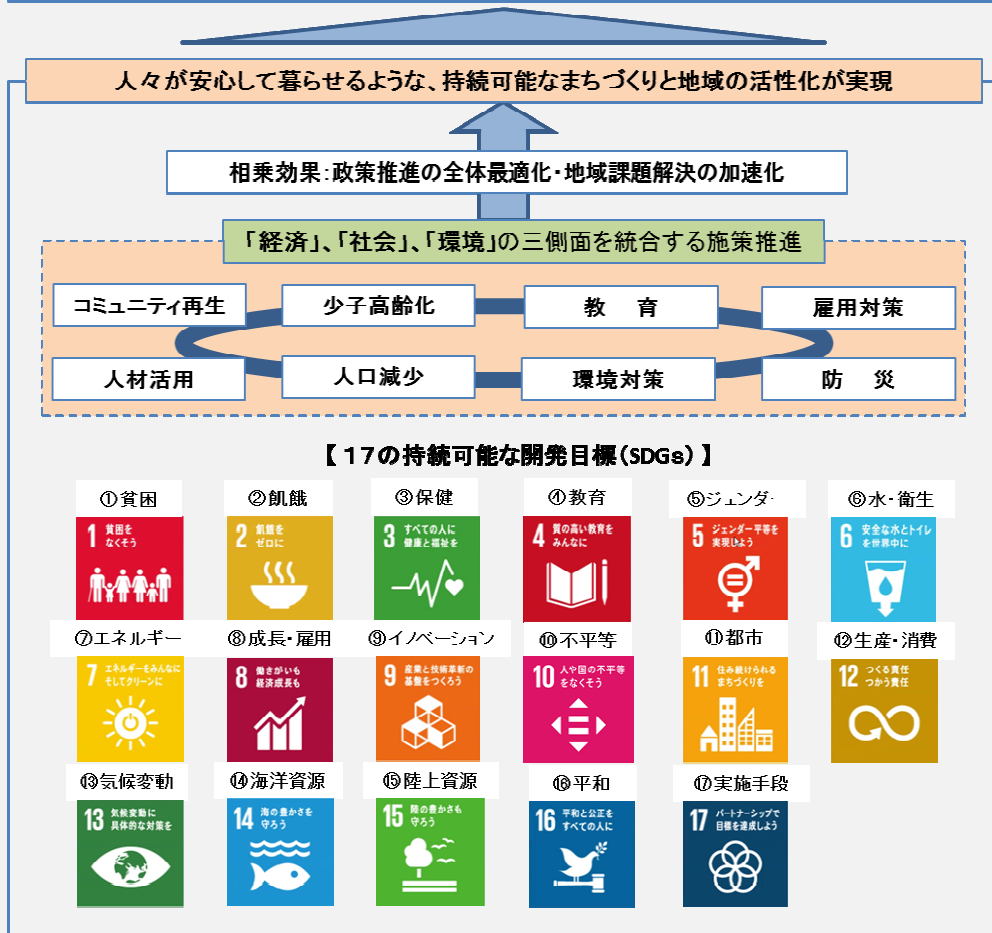 人々が安心して暮らせるような、持続可能なまちづくりと地域の活性化が実現
相乗効果:政策推進の全体最適化・地域課題解決の加速化
「経済」、「社会」、「環境」の三側面を統合する施策推進
コミュニティ再生
少子高齢化
教 育
雇用対策
人材活用
人口減少
環境対策
防 災
【 17の持続可能な開発目標(SDGs) 】
①貧困
②飢餓
③保健
④教育
⑤ジェンダー
⑥水・衛生
1 貧困を
なくそう
2 飢餓を
ゼロに
3 すべての人に
健康と福祉を
4 質の高い教育を
みんなに
5 ジェンダー平等を
実現しよう
6 安全な水とトイレ
を世界中に
⑦エネルギー
⑧成長・雇用
⑨イノベーション
⑩不平等
⑪都市
⑫生産・消費
7 エネルギーをみんなに
そしてクリーンに
8 働きがいも
経済成長も
9 産業と技術革新の
基盤をつくろう
10 人や国の不平等
をなくそう
11 住み続けられる
まちづくりを
12 つくる責任
つかう責任
⑬気候変動
⑭海洋資源
⑮陸上資源
⑯平和
⑰実施手段
13 気候変動に
具体的な対策を
14 海の豊かさを
守ろう
15 陸の豊かさも
守ろう
16 平和と公正を
すべての人に
17 パートナーシップで
目標を達成しよう